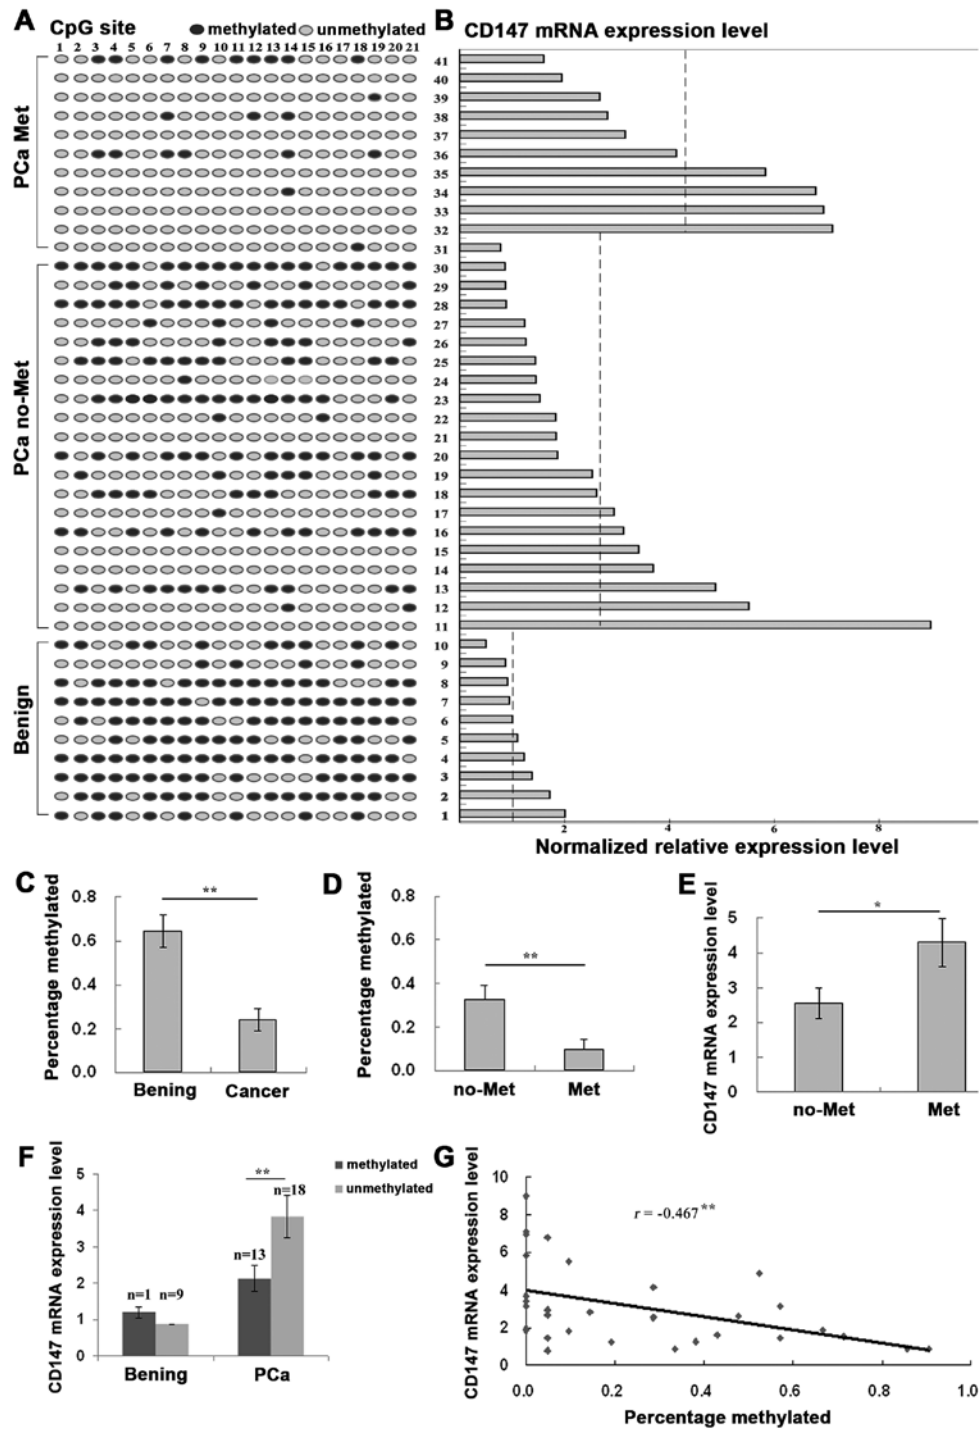 A CpG site ● methylated ● unmethylated
1 2 3 4 5 6 7 8 9 10 11 12 13 14 15 16 17 18 19 20 21
PCa Met
PCa no-Met
Benign
B CD147 mRNA expression level
41
40
39
38
37
36
35
34
33
32
31
30
29
28
27
26
25
24
23
22
21
20
19
18
17
16
15
14
13
12
11
10
9
8
7
6
5
4
3
2
1
2 4 6 8
Normalized relative expression level
C
Percentage methylated
0.8
0.6
0.4
0.2
0.0
**
Bening Cancer
D
Percentage methylated
0.8
0.6
0.4
0.2
0.0
**
no-Met Met
E
CD147 mRNA expression level
5
4
3
2
1
0
*
no-Met Met
F
CD147 mRNA expression level
5
4
3
2
1
0
methylated
unmethylated
**
n=18
n=13
n=1 n=9
Bening PCa
G
CD147 mRNA expression level
10
8
6
4
2
0
r = -0.467**
0.0 0.2 0.4 0.6 0.8 1.0
Percentage methylated